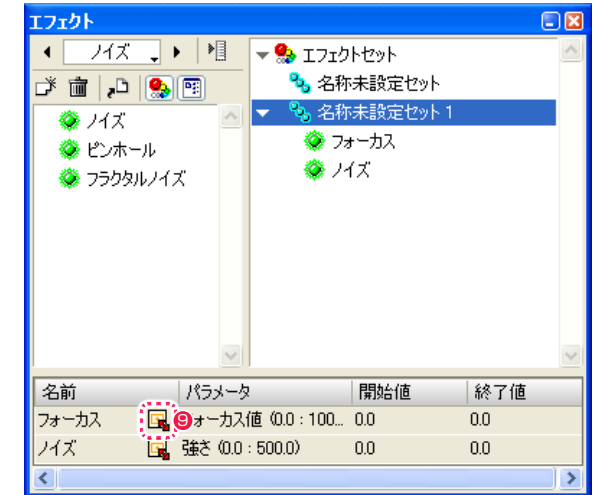 エフェクト
ノイズ
ノイズ
ピンホール
フラクタルノイズ
エフェクトセット
名称未設定セット
名称未設定セット 1
フォーカス
ノイズ
名前 パラメータ 開始値 終了値
フォーカス 9 ォーカス値 (0.0 : 100... 0.0 0.0
ノイズ 強さ (0.0 : 500.0) 0.0 0.0